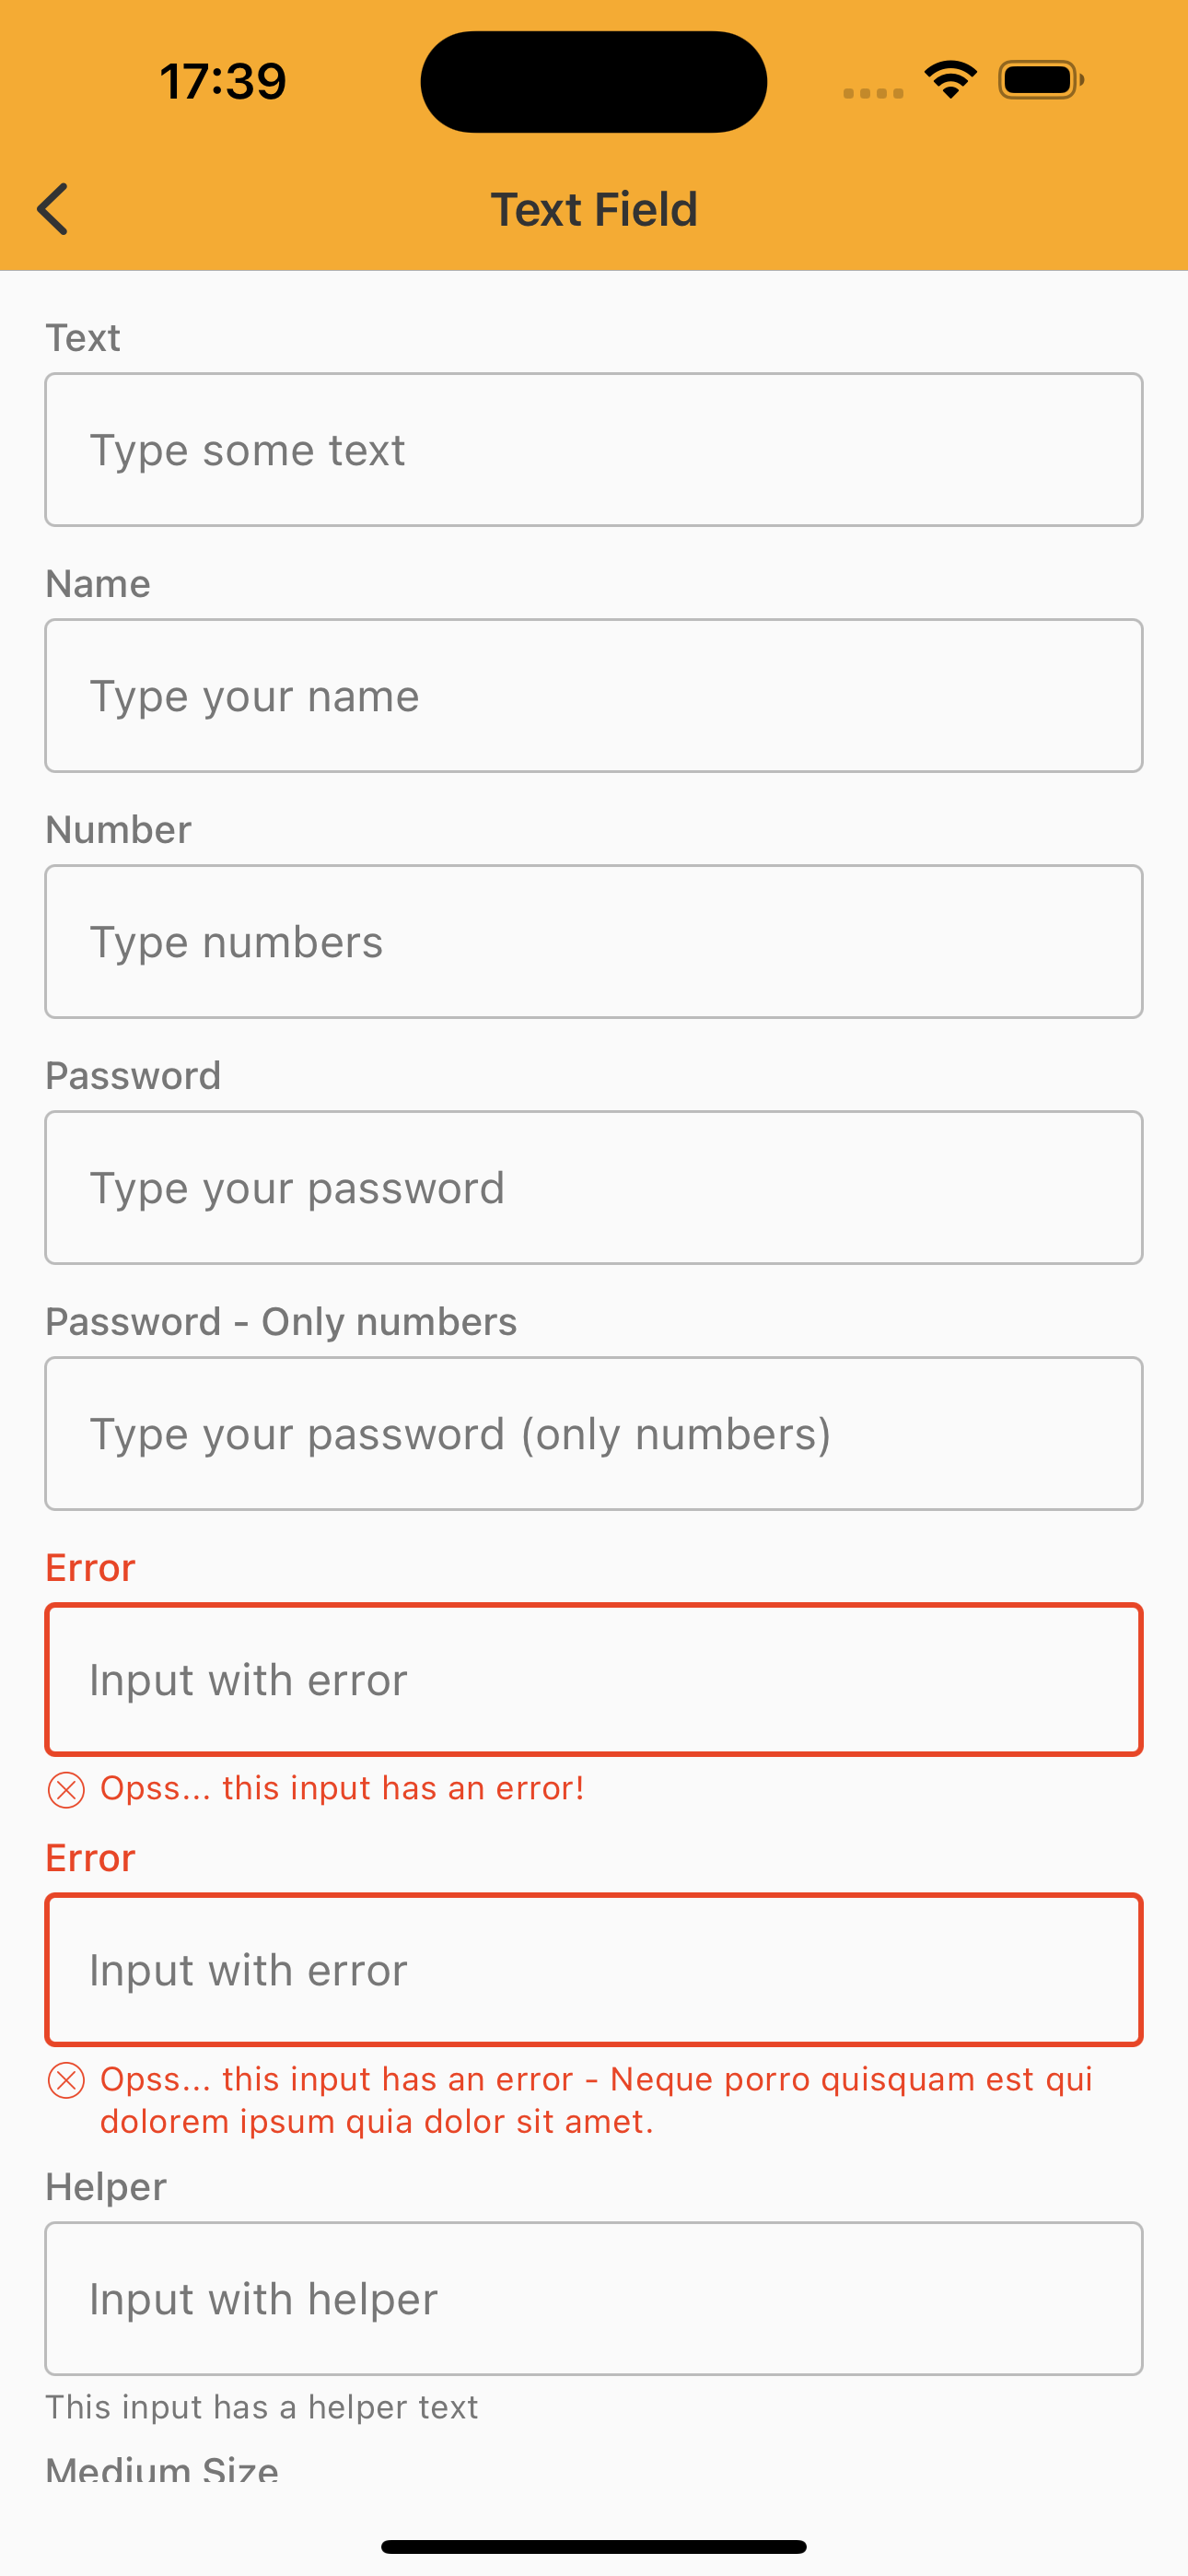 17:39
Text Field
Text
Type some text
Name
Type your name
Number
Type numbers
Password
Type your password
Password - Only numbers
Type your password (only numbers)
Error
Input with error
Opss... this input has an error!
Error
Input with error
Opss... this input has an error - Neque porro quisquam est qui
dolorem ipsum quia dolor sit amet.
Helper
Input with helper
This input has a helper text
Medium Size